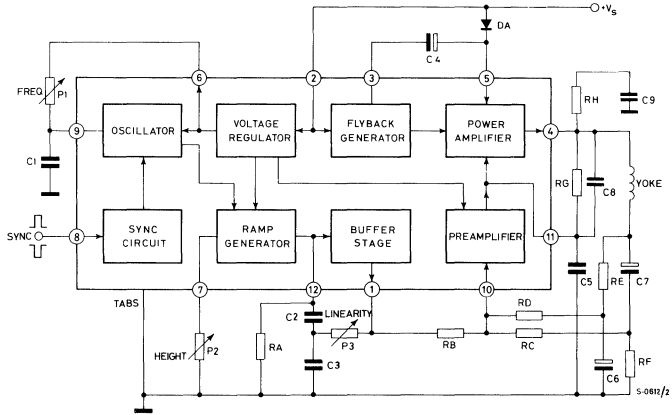 +Vs
DA
C4
6
2
3
5
FREQ. P1
RH
C9
9
OSCILLATOR
VOLTAGE
REGULATOR
FLYBACK
GENERATOR
POWER
AMPLIFIER
4
C1
RG
C8
YOKE
SYNC
8
SYNC
CIRCUIT
RAMP
GENERATOR
BUFFER
STAGE
PREAMPLIFIER
11
C5
RE
C7
TABS
7
12
1
10
C2
LINEARITY
P3
RD
HEIGHT
P2
RA
C3
RB
RC
C6
RF
S-0612/2